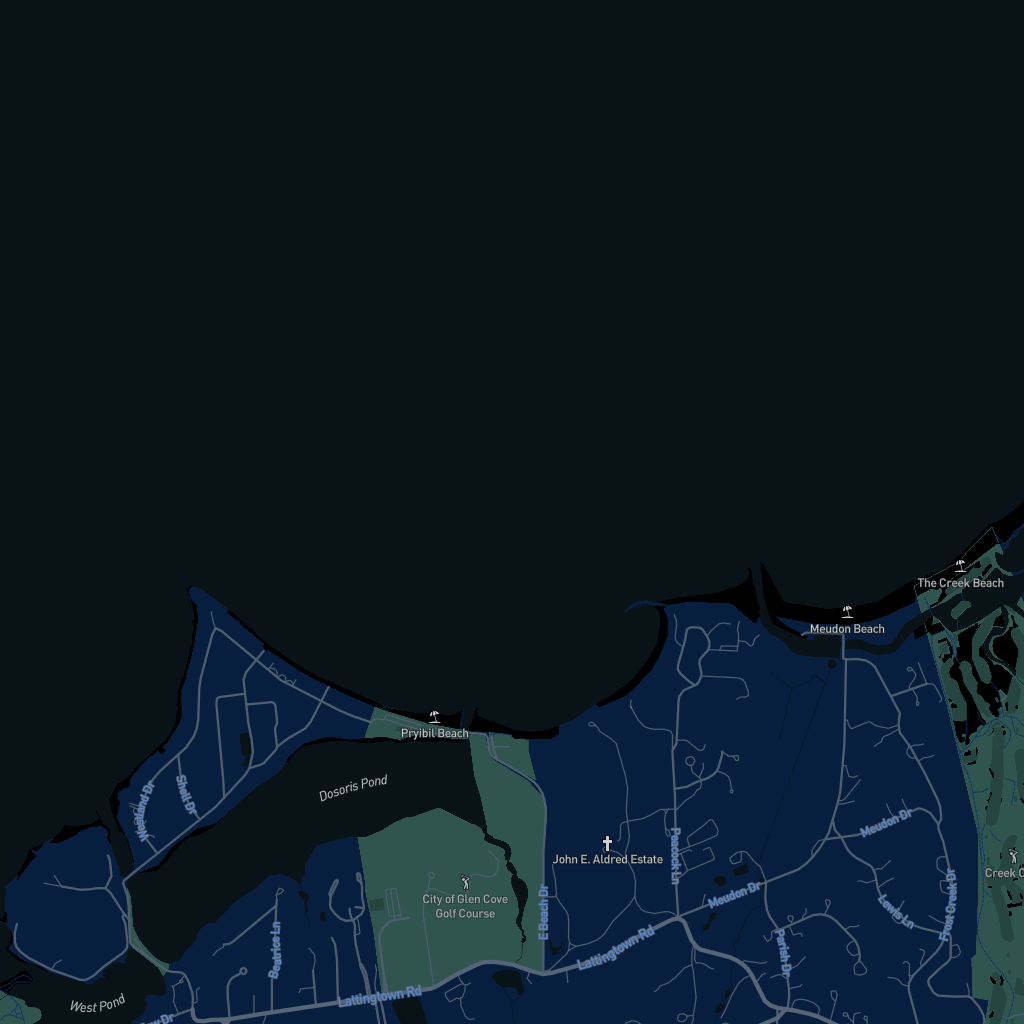 The Creek Beach
Meudon Beach
Pryibil Beach
Dosoris Pond
Weetland Dr
Shell Dr
Peacock Ln
Meudon Dr
John E. Aldred Estate
Creek C
City of Glen Cove
Golf Course
E Beach Dr
Meudon Dr
Lewis Ln
Frost Creek Dr
Beatrice Ln
Lattingtown Rd
Parish Dr
Lattingtown Rd
West Pond
Dr